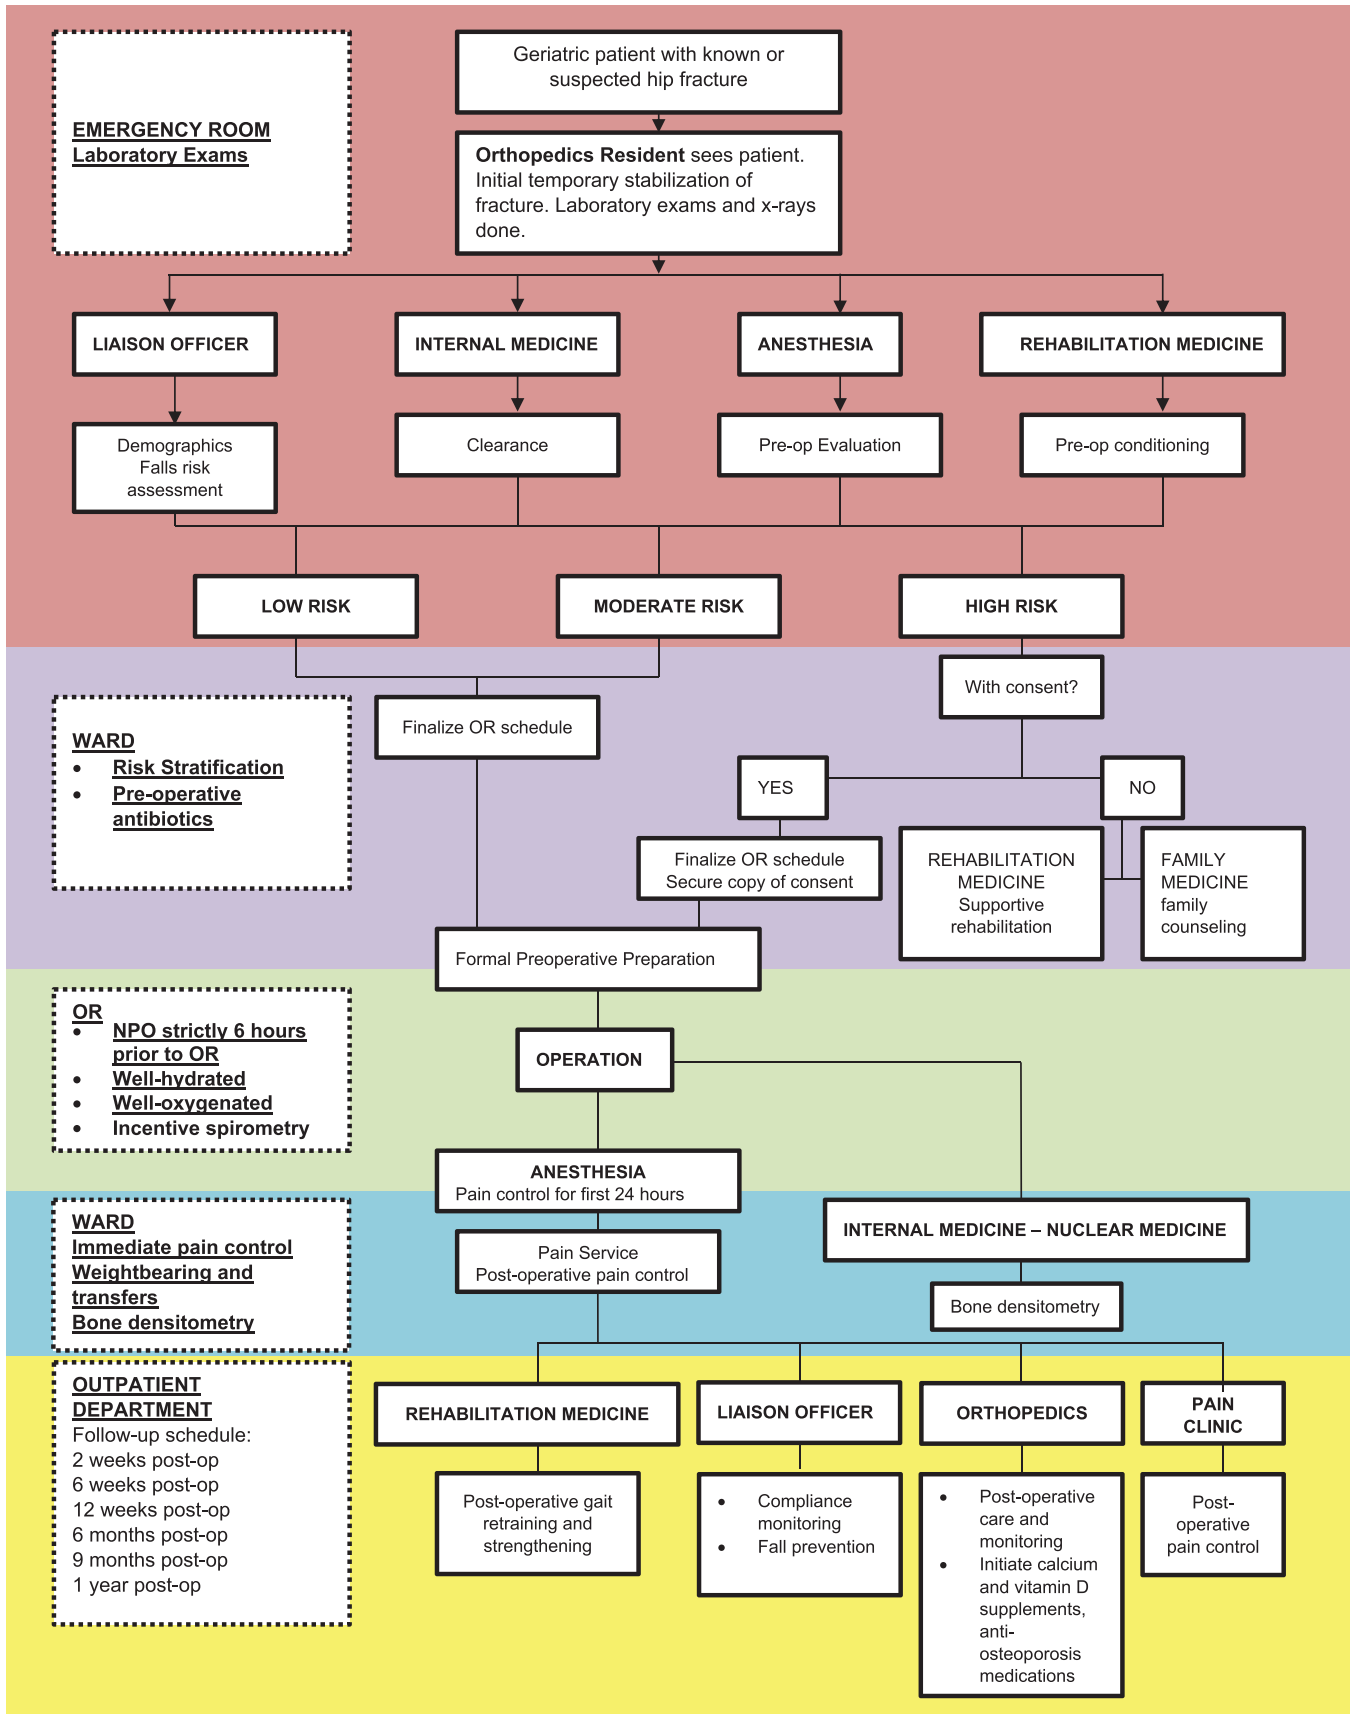 Geriatric patient with known or
suspected hip fracture
EMERGENCY ROOM
Laboratory Exams
Orthopedics Resident sees patient.
Initial temporary stabilization of
fracture. Laboratory exams and x-rays
done.
LIAISON OFFICER
INTERNAL MEDICINE
ANESTHESIA
REHABILITATION MEDICINE
Demographics
Falls risk
assessment
Clearance
Pre-op Evaluation
Pre-op conditioning
LOW RISK
MODERATE RISK
HIGH RISK
With consent?
WARD
• Risk Stratification
• Pre-operative
antibiotics
Finalize OR schedule
YES
NO
Finalize OR schedule
Secure copy of consent
REHABILITATION
MEDICINE
Supportive
rehabilitation
FAMILY
MEDICINE
family
counseling
Formal Preoperative Preparation
OR
• NPO strictly 6 hours
prior to OR
• Well-hydrated
• Well-oxygenated
• Incentive spirometry
OPERATION
ANESTHESIA
Pain control for first 24 hours
WARD
Immediate pain control
Weightbearing and
transfers
Bone densitometry
Pain Service
Post-operative pain control
INTERNAL MEDICINE – NUCLEAR MEDICINE
Bone densitometry
OUTPATIENT
DEPARTMENT
Follow-up schedule:
2 weeks post-op
6 weeks post-op
12 weeks post-op
6 months post-op
9 months post-op
1 year post-op
REHABILITATION MEDICINE
LIAISON OFFICER
ORTHOPEDICS
PAIN
CLINIC
Post-operative gait
retraining and
strengthening
• Compliance
monitoring
• Fall prevention
• Post-operative
care and
monitoring
• Initiate calcium
and vitamin D
supplements,
anti-
osteoporosis
medications
Post-
operative
pain control